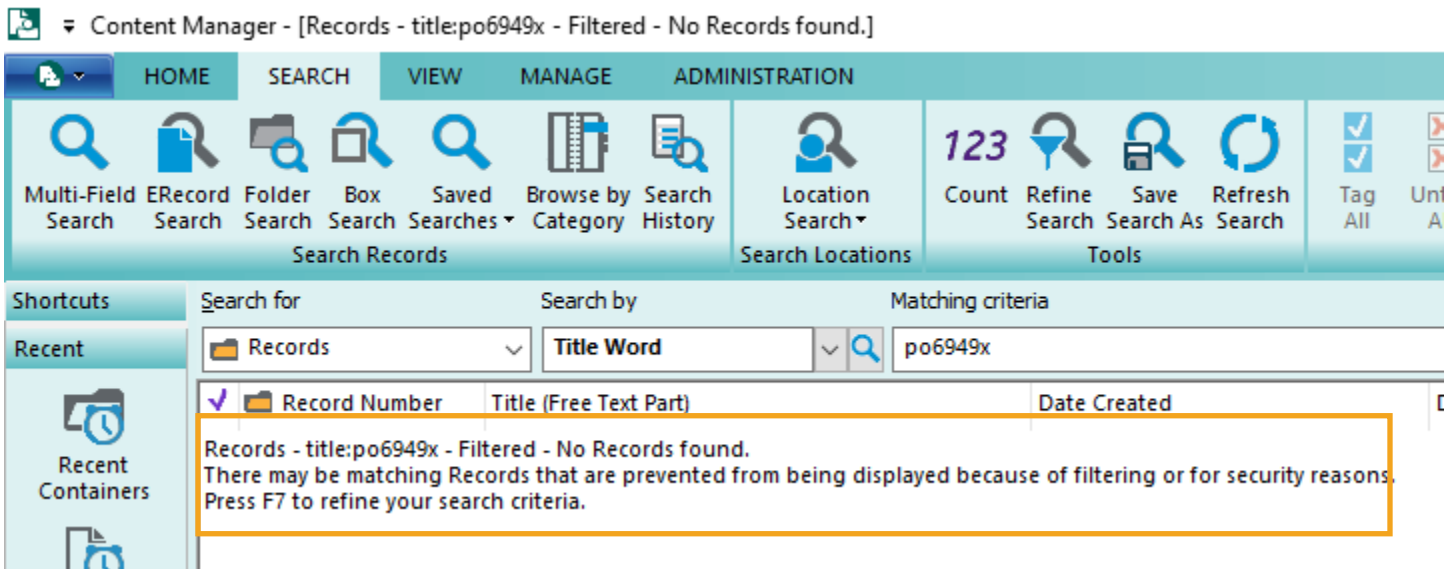 Content Manager - [Records - title:po6949x - Filtered - No Records found.]
HOME SEARCH VIEW MANAGE ADMINISTRATION
123
Multi-Field ERecord Folder Box Saved Browse by Search Location Count Refine Save Refresh Tag
Search Search Search Search Searches Category History Search Search Search As Search All
Search Records Search Locations Tools
Shortcuts Search for Search by Matching criteria
Recent Records Title Word po6949x
Record Number Title (Free Text Part) Date Created
Records - title:po6949x - Filtered - No Records found.
There may be matching Records that are prevented from being displayed because of filtering or for security reasons.
Press F7 to refine your search criteria.
Recent
Containers